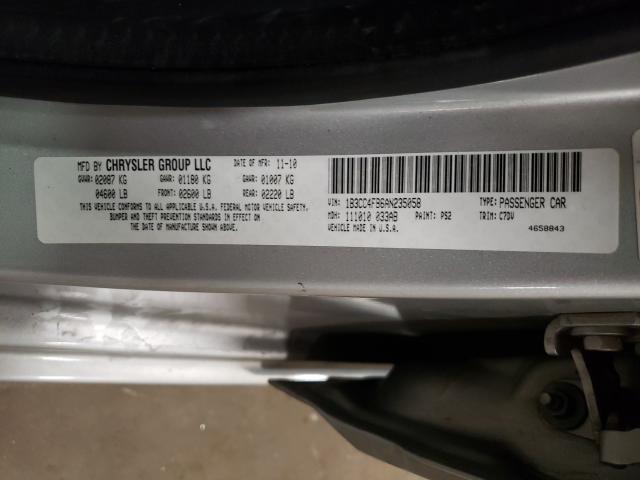 MFD BY CHRYSLER GROUP LLC DATE OF MFR: 11-10
GVWR: 02087 KG GAWR: 01180 KG GAWR: 01007 KG
04600 LB FRONT: 02600 LB REAR: 02220 LB
THIS VEHICLE CONFORMS TO ALL APPLICABLE U.S.A. FEDERAL MOTOR VEHICLE SAFETY,
BUMPER AND THEFT PREVENTION STANDARDS IN EFFECT ON
THE DATE OF MANUFACTURE SHOWN ABOVE.
VIN: 1B3CC4FB6AN235058 TYPE: PASSENGER CAR
MDH: 111010 033AB PAINT: PS2 TRIM: C7DV
VEHICLE MADE IN U.S.A. 4658843